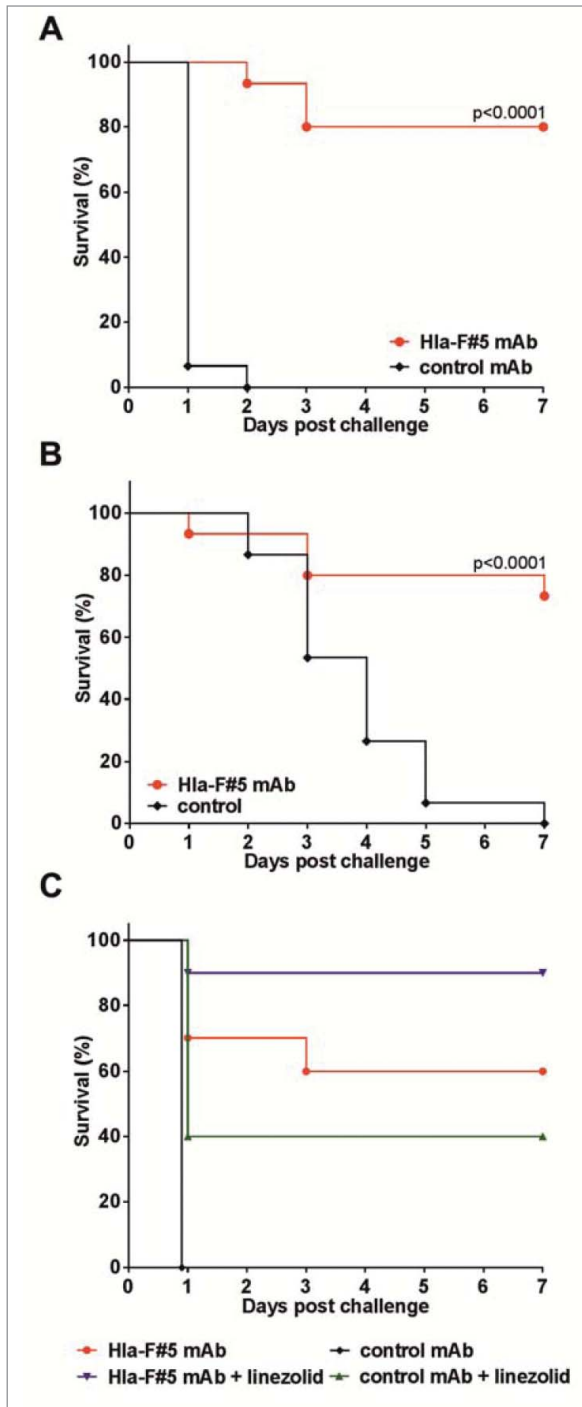 A
Survival (%)
100
80
60
40
20
0
p<0.0001
Hla-F#5 mAb
control mAb
0 1 2 3 4 5 6 7
Days post challenge
B
Survival (%)
100
80
60
40
20
0
p<0.0001
Hla-F#5 mAb
control
0 1 2 3 4 5 6 7
Days post challenge
C
Survival (%)
100
80
60
40
20
0
0 1 2 3 4 5 6 7
Days post challenge
Hla-F#5 mAb control mAb
Hla-F#5 mAb + linezolid control mAb + linezolid